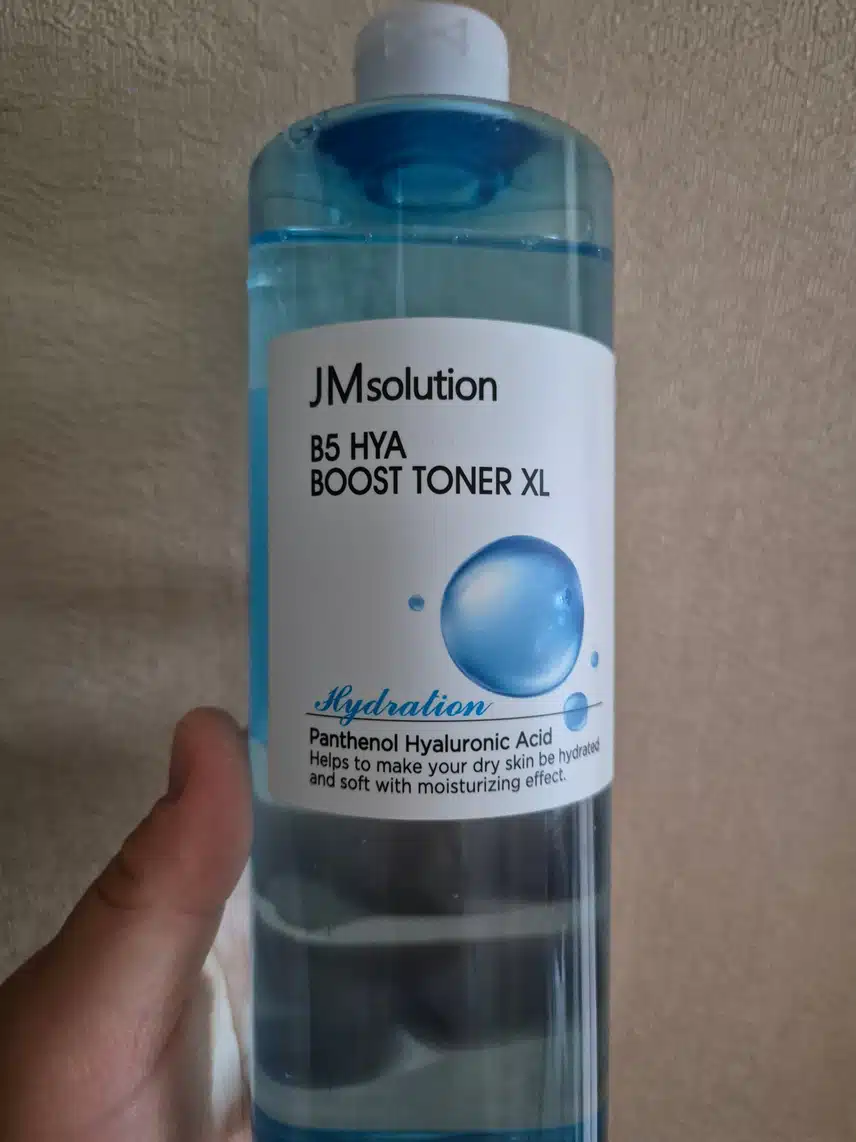 JMsolution
B5 HYA
BOOST TONER XL
Hydration
Panthenol Hyaluronic Acid
Helps to make your dry skin be hydrated
and soft with moisturizing effect.